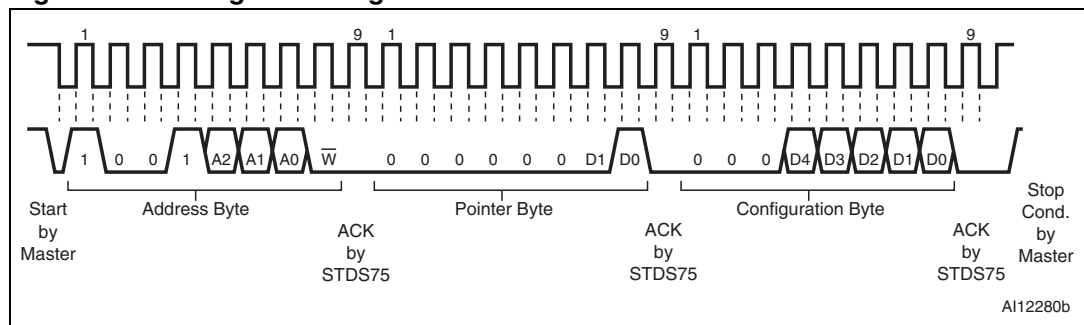 1 9 1 9 1 9
1 0 0 1 A2 A1 A0 W̅ 0 0 0 0 0 0 D1 D0 0 0 0 D4 D3 D2 D1 D0
Start
by
Master
Address Byte
ACK
by
STDS75
Pointer Byte
ACK
by
STDS75
Configuration Byte
ACK
by
STDS75
Stop
Cond.
by
Master
AI12280b